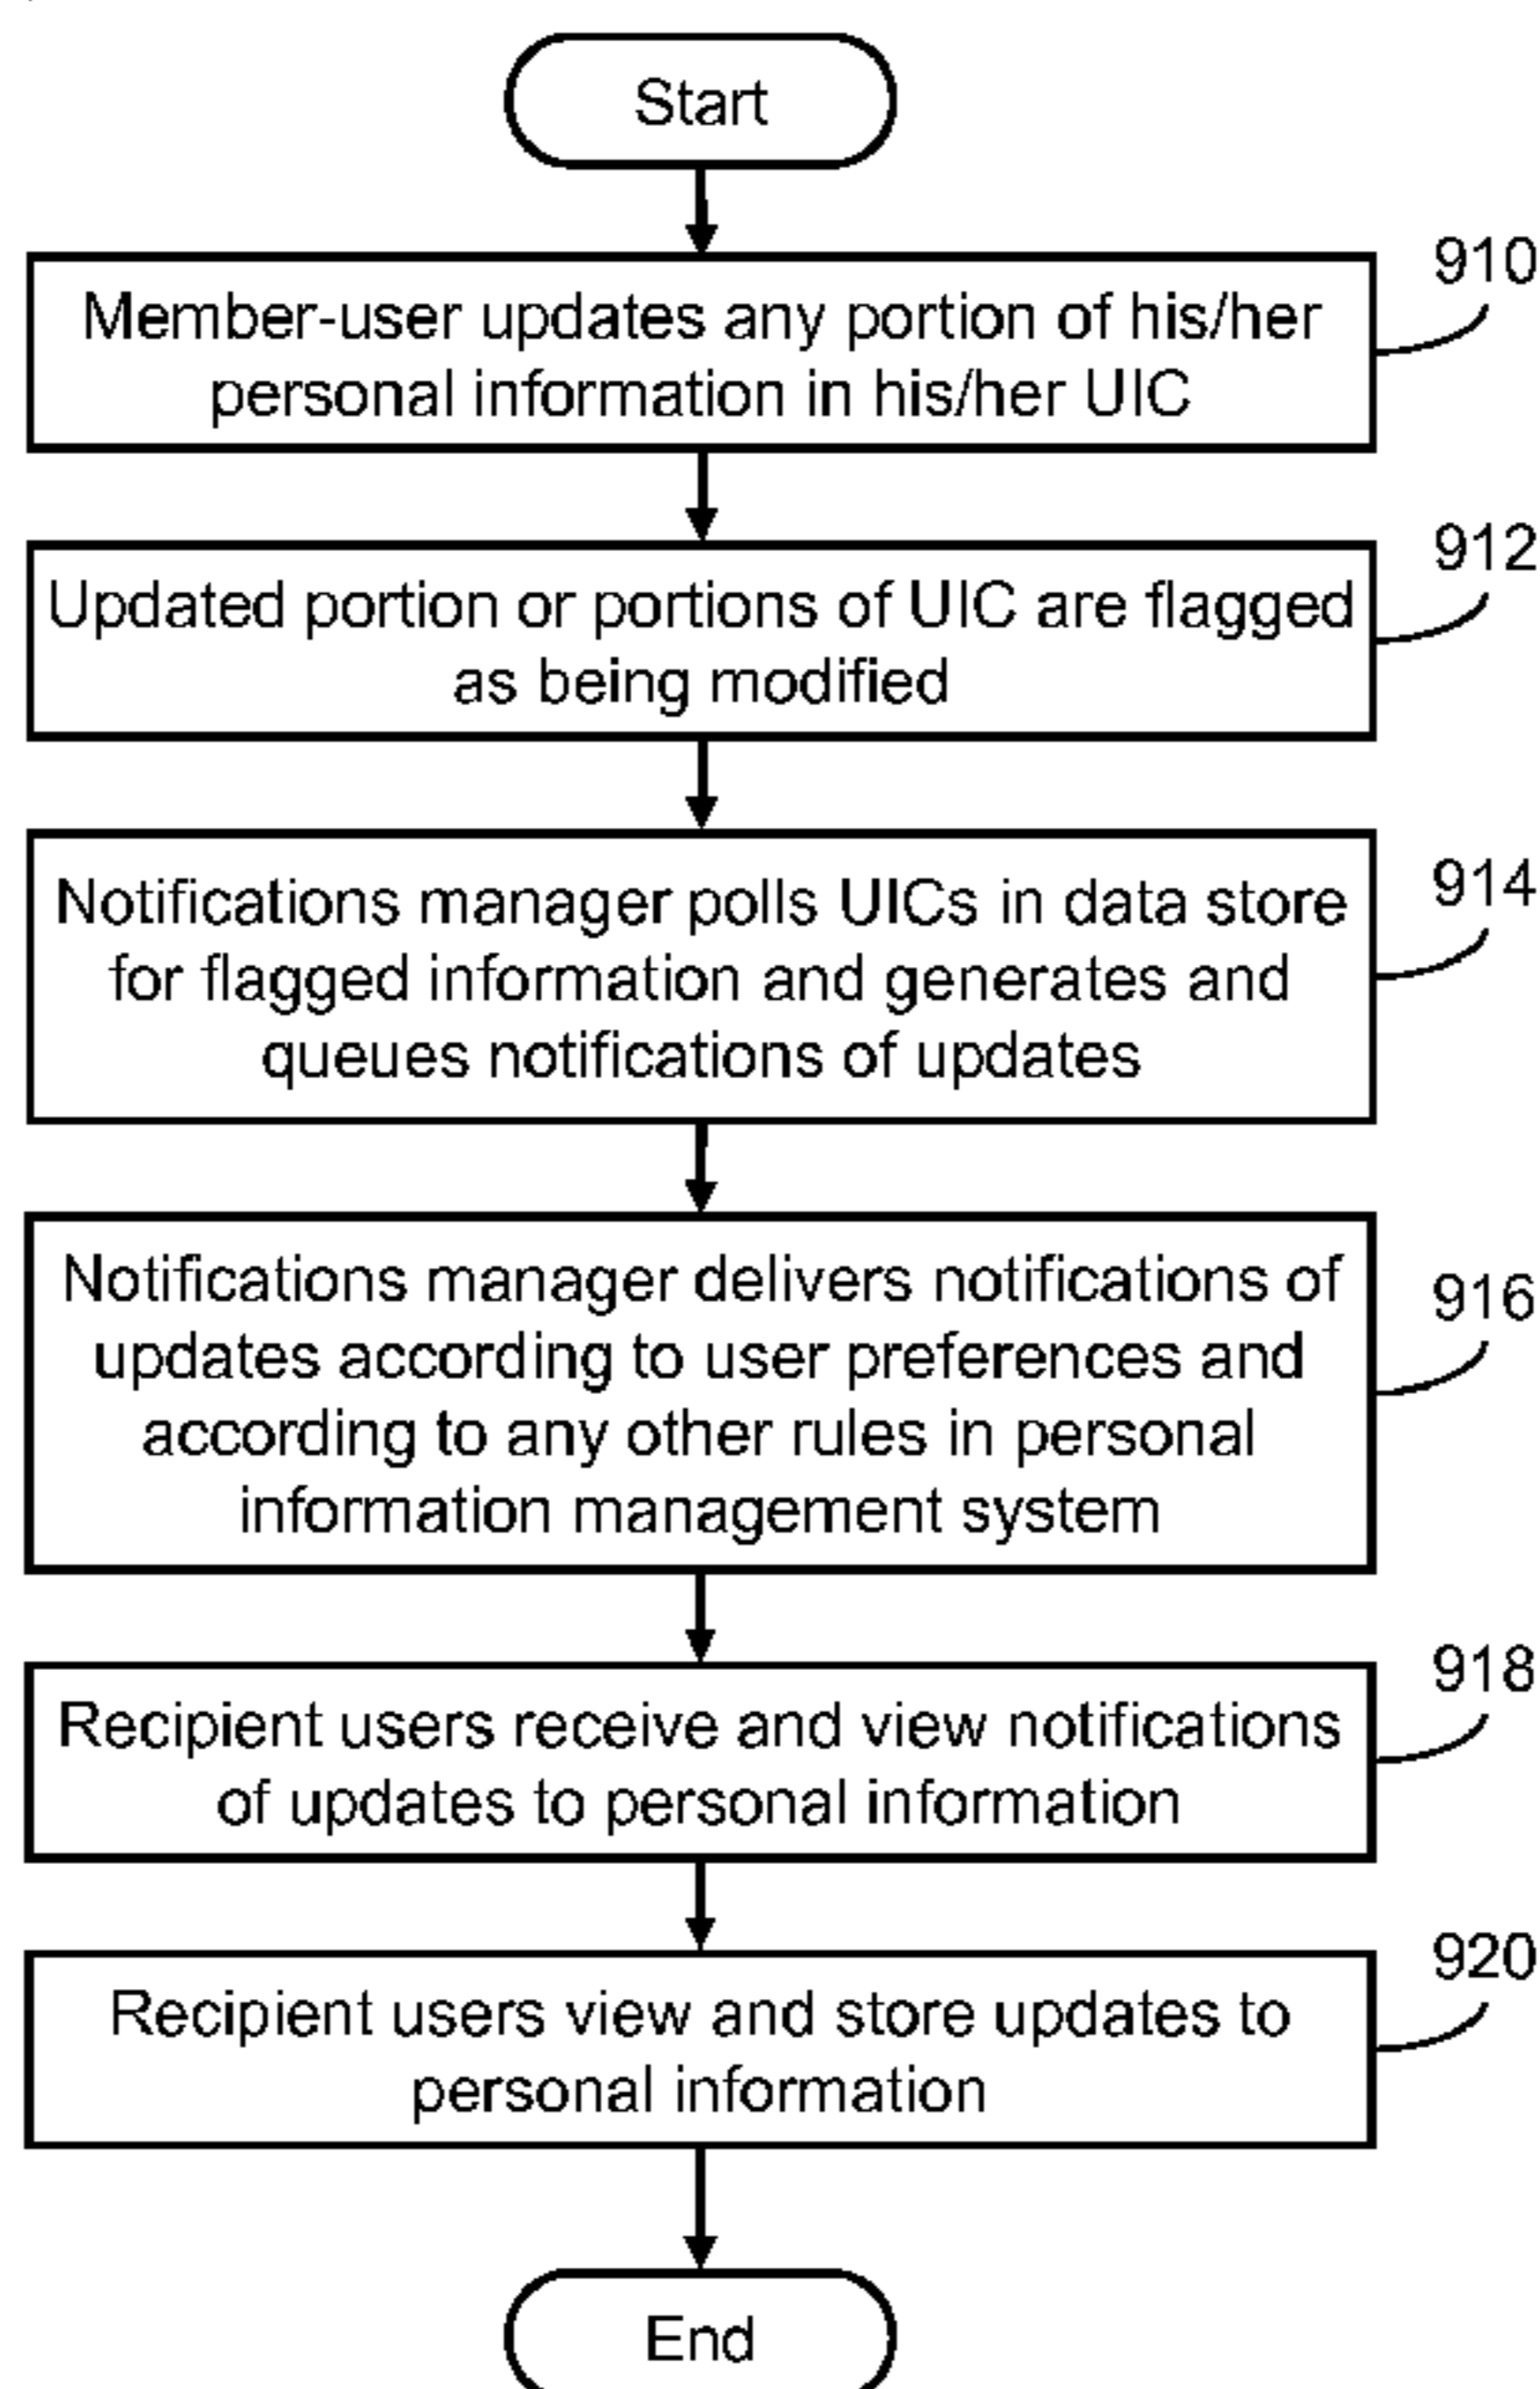 Start
910
Member-user updates any portion of his/her
personal information in his/her UIC
912
Updated portion or portions of UIC are flagged
as being modified
914
Notifications manager polls UICs in data store
for flagged information and generates and
queues notifications of updates
916
Notifications manager delivers notifications of
updates according to user preferences and
according to any other rules in personal
information management system
918
Recipient users receive and view notifications
of updates to personal information
920
Recipient users view and store updates to
personal information
End